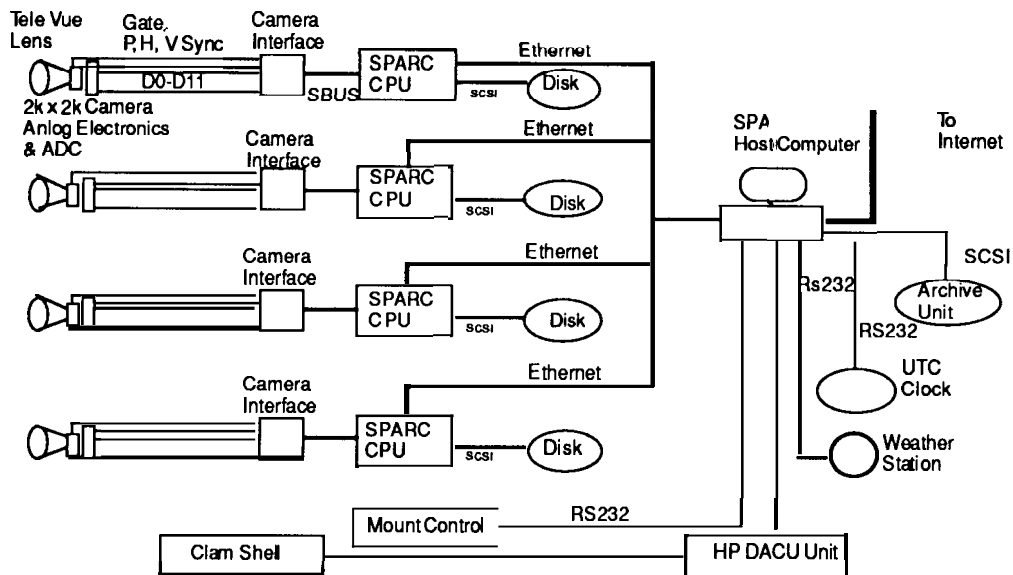 Tele Vue
Lens
Gate,
P, H, V Sync
Camera
Interface
D0-D11
2k x 2k Camera
Anlog Electronics
& ADC
SBUS
SPARC
CPU
Ethernet
SCSI
Disk
Camera
Interface
SPARC
CPU
Ethernet
SCSI
Disk
Camera
Interface
SPARC
CPU
Ethernet
SCSI
Disk
Camera
Interface
SPARC
CPU
Ethernet
SCSI
Disk
SPA
Host Computer
To
Internet
SCSI
Archive
Unit
Rs232
RS232
UTC
Clock
Weather
Station
Mount Control
RS232
Clam Shell
HP DACU Unit